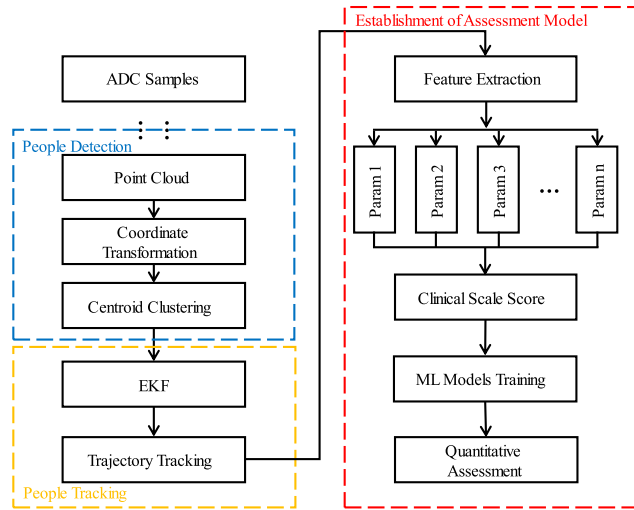 ADC Samples
People Detection
Point Cloud
Coordinate
Transformation
Centroid Clustering
EKF
Trajectory Tracking
People Tracking
Establishment of Assessment Model
Feature Extraction
Param 1
Param 2
Param 3
...
Param n
Clinical Scale Score
ML Models Training
Quantitative
Assessment